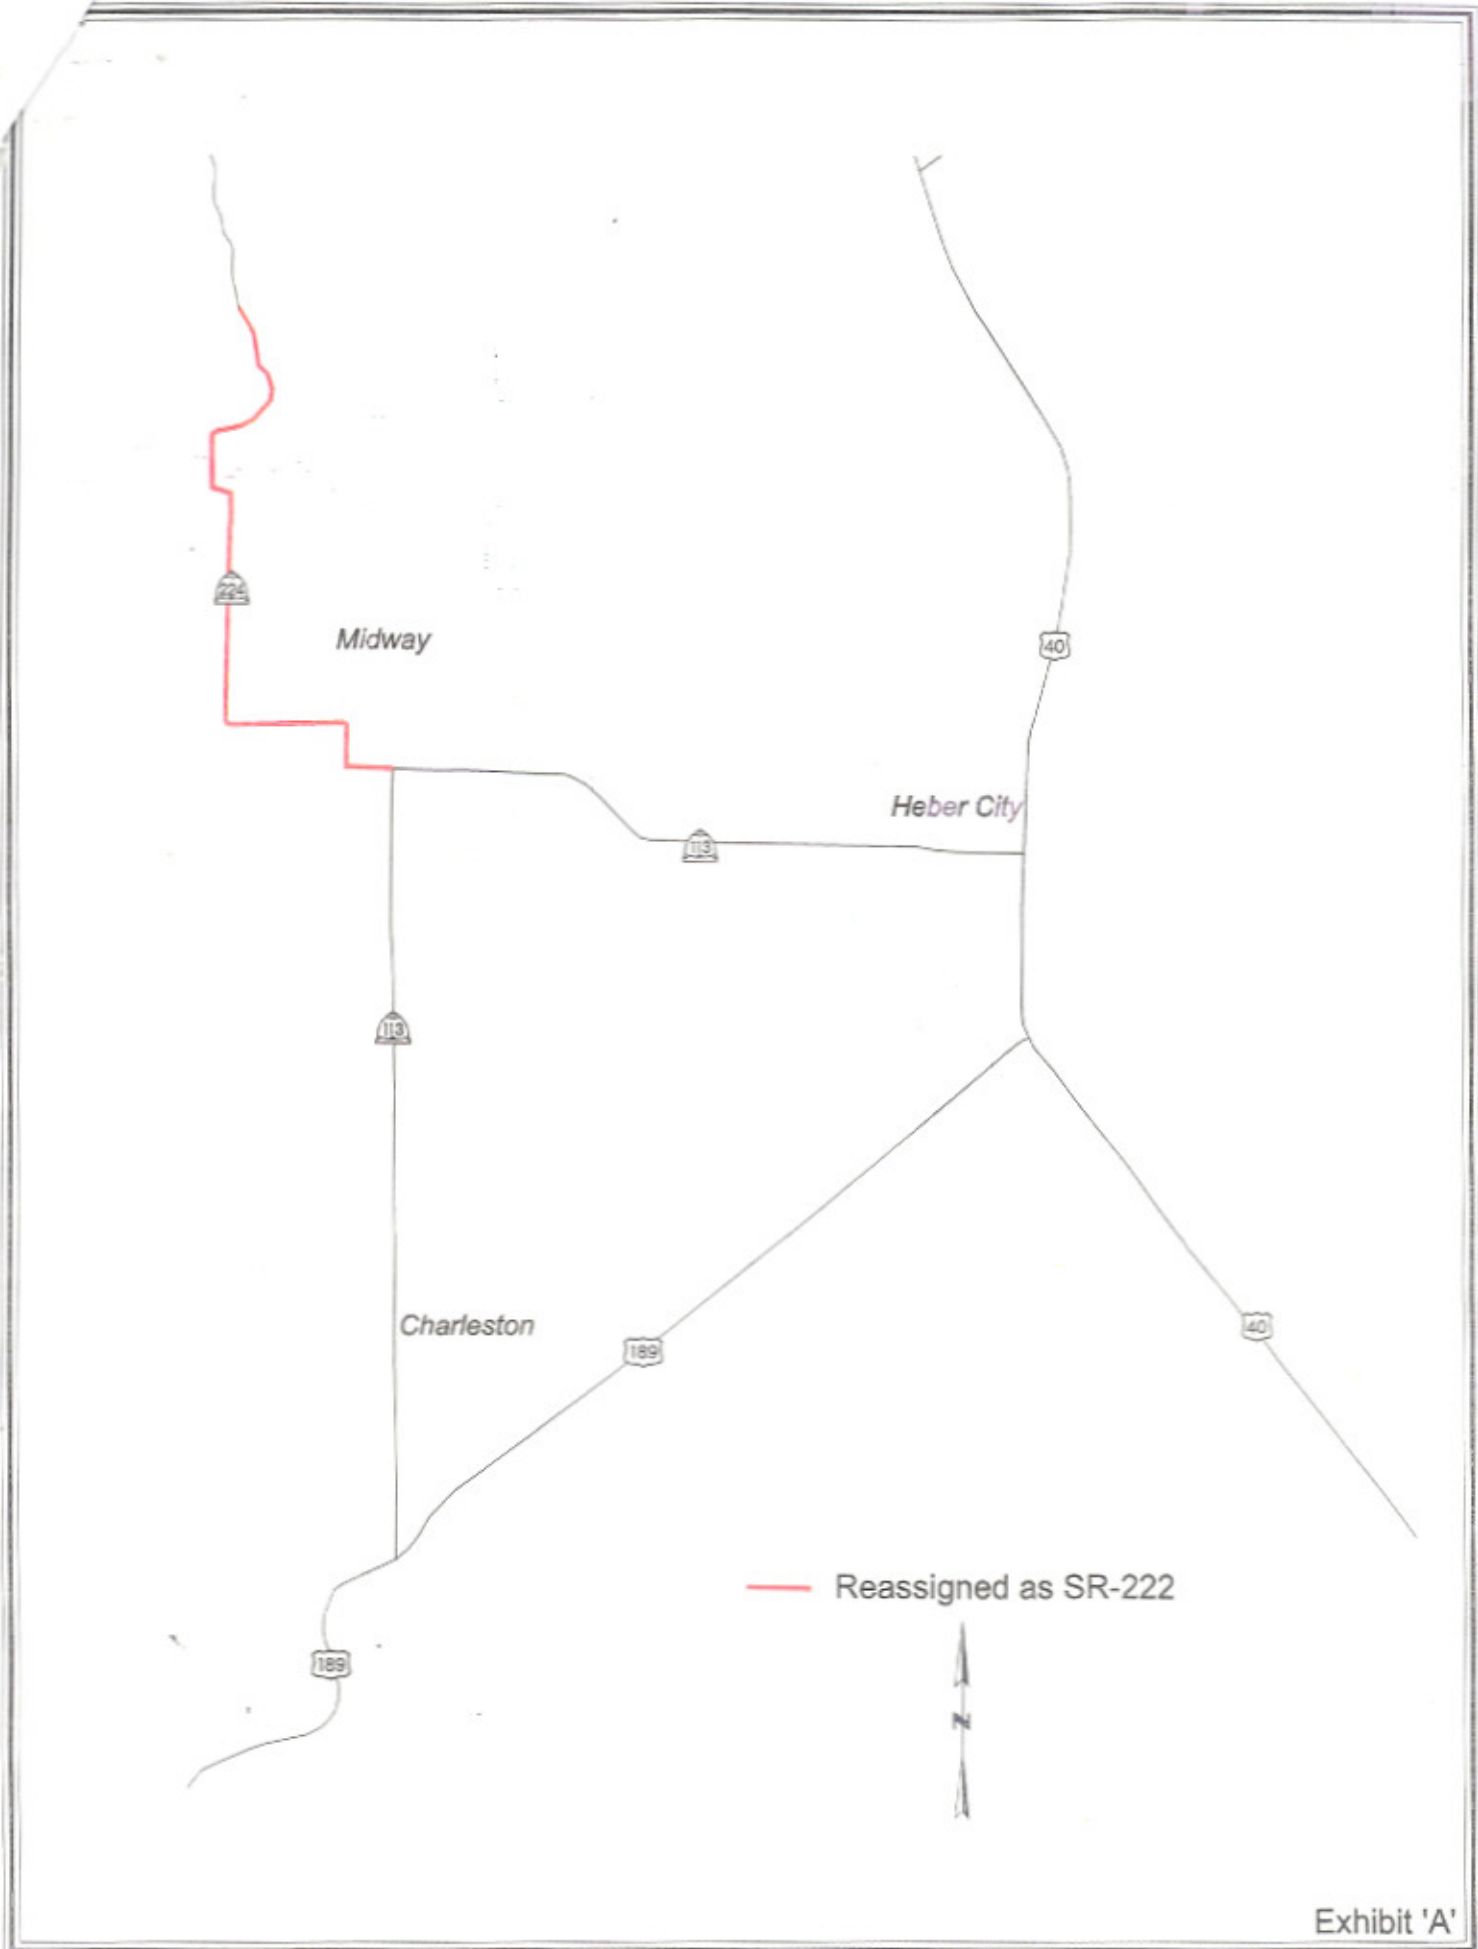 224
Midway
40
Heber City
113
113
Charleston
189
40
Reassigned as SR-222
189
N
Exhibit 'A'